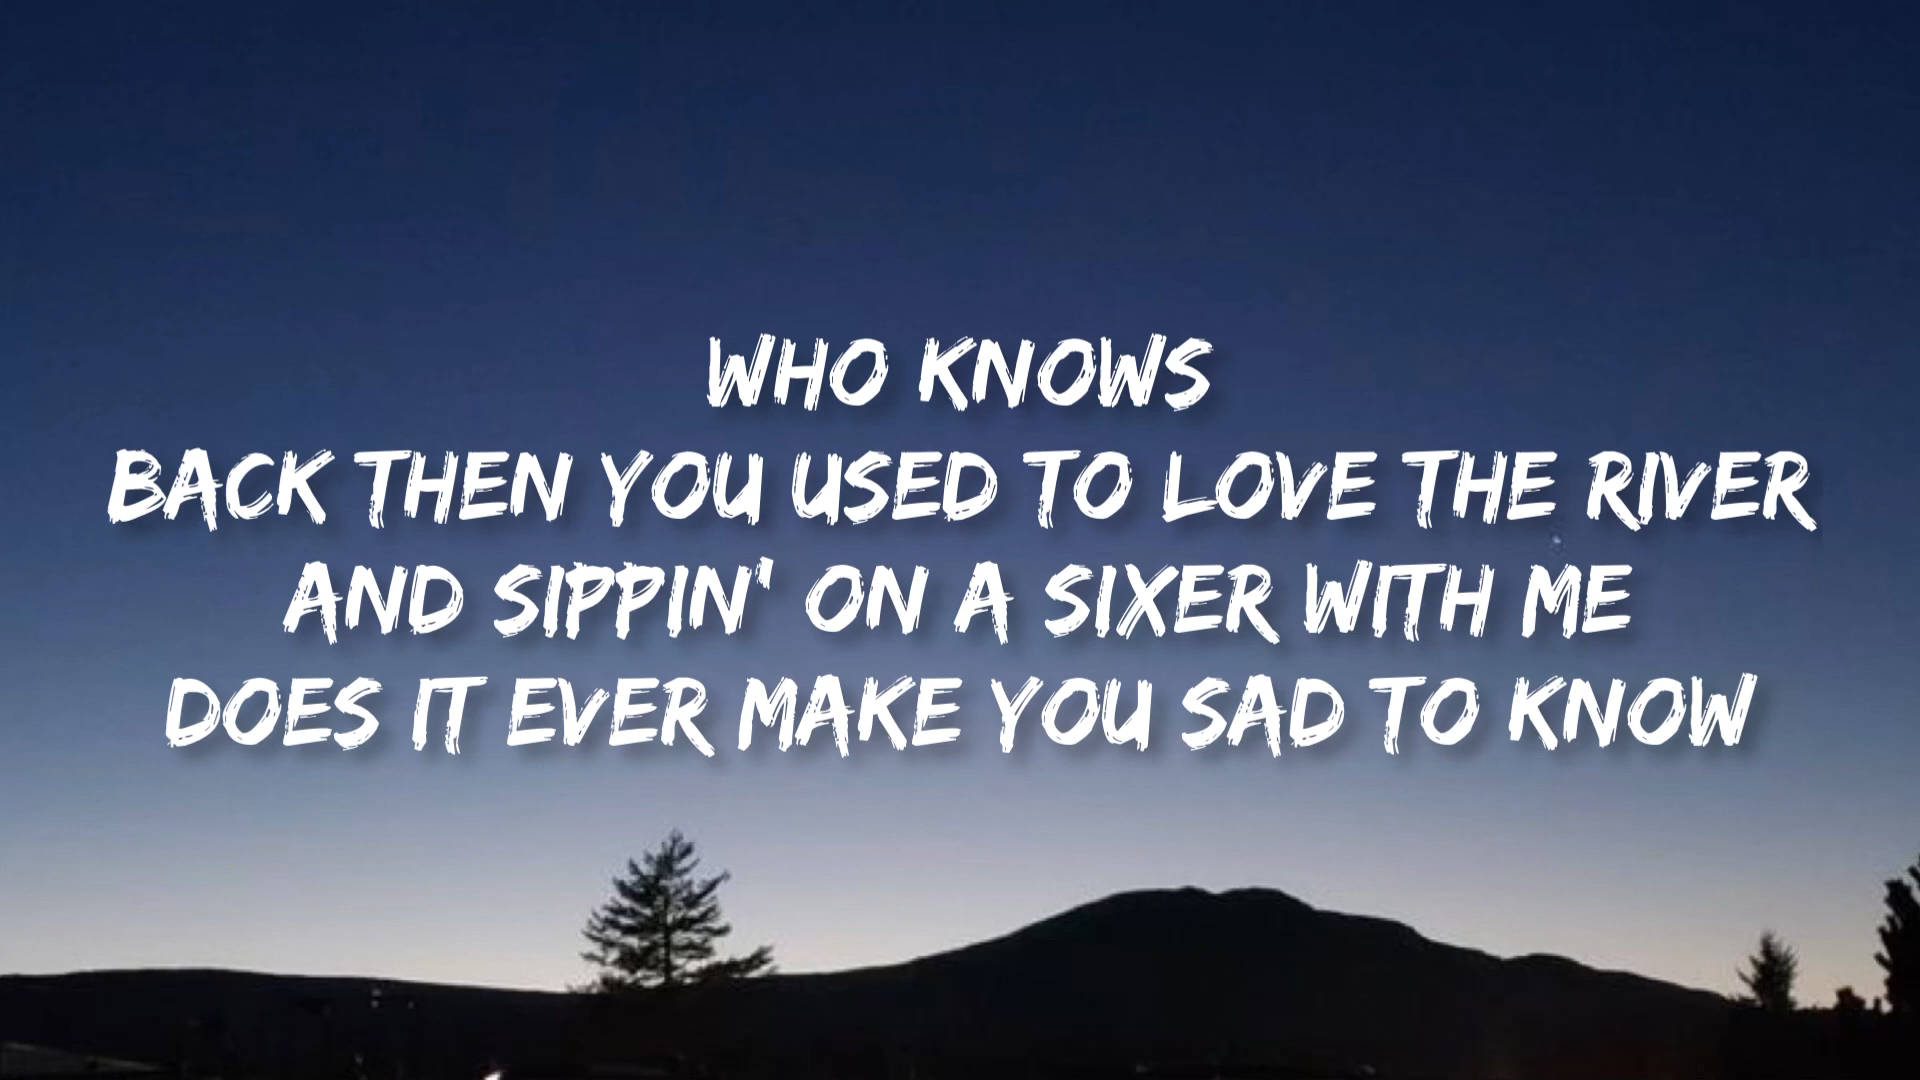 WHO KNOWS
BACK THEN YOU USED TO LOVE THE RIVER
AND SIPPIN' ON A SIXER WITH ME
DOES IT EVER MAKE YOU SAD TO KNOW